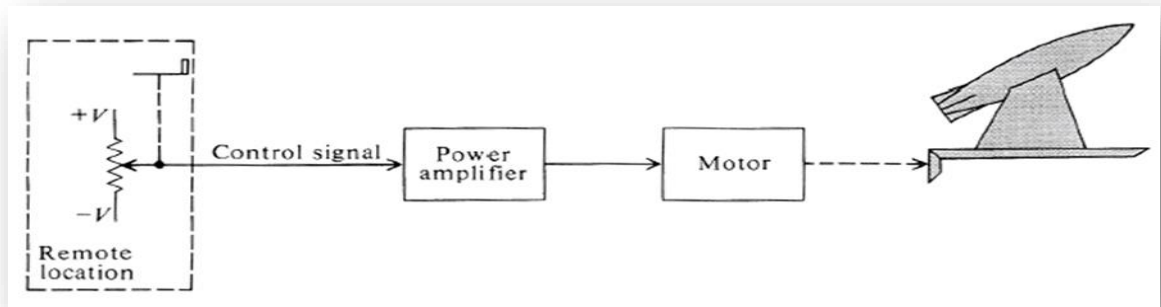 +V
Control signal
Power
amplifier
Motor
−V
Remote
location